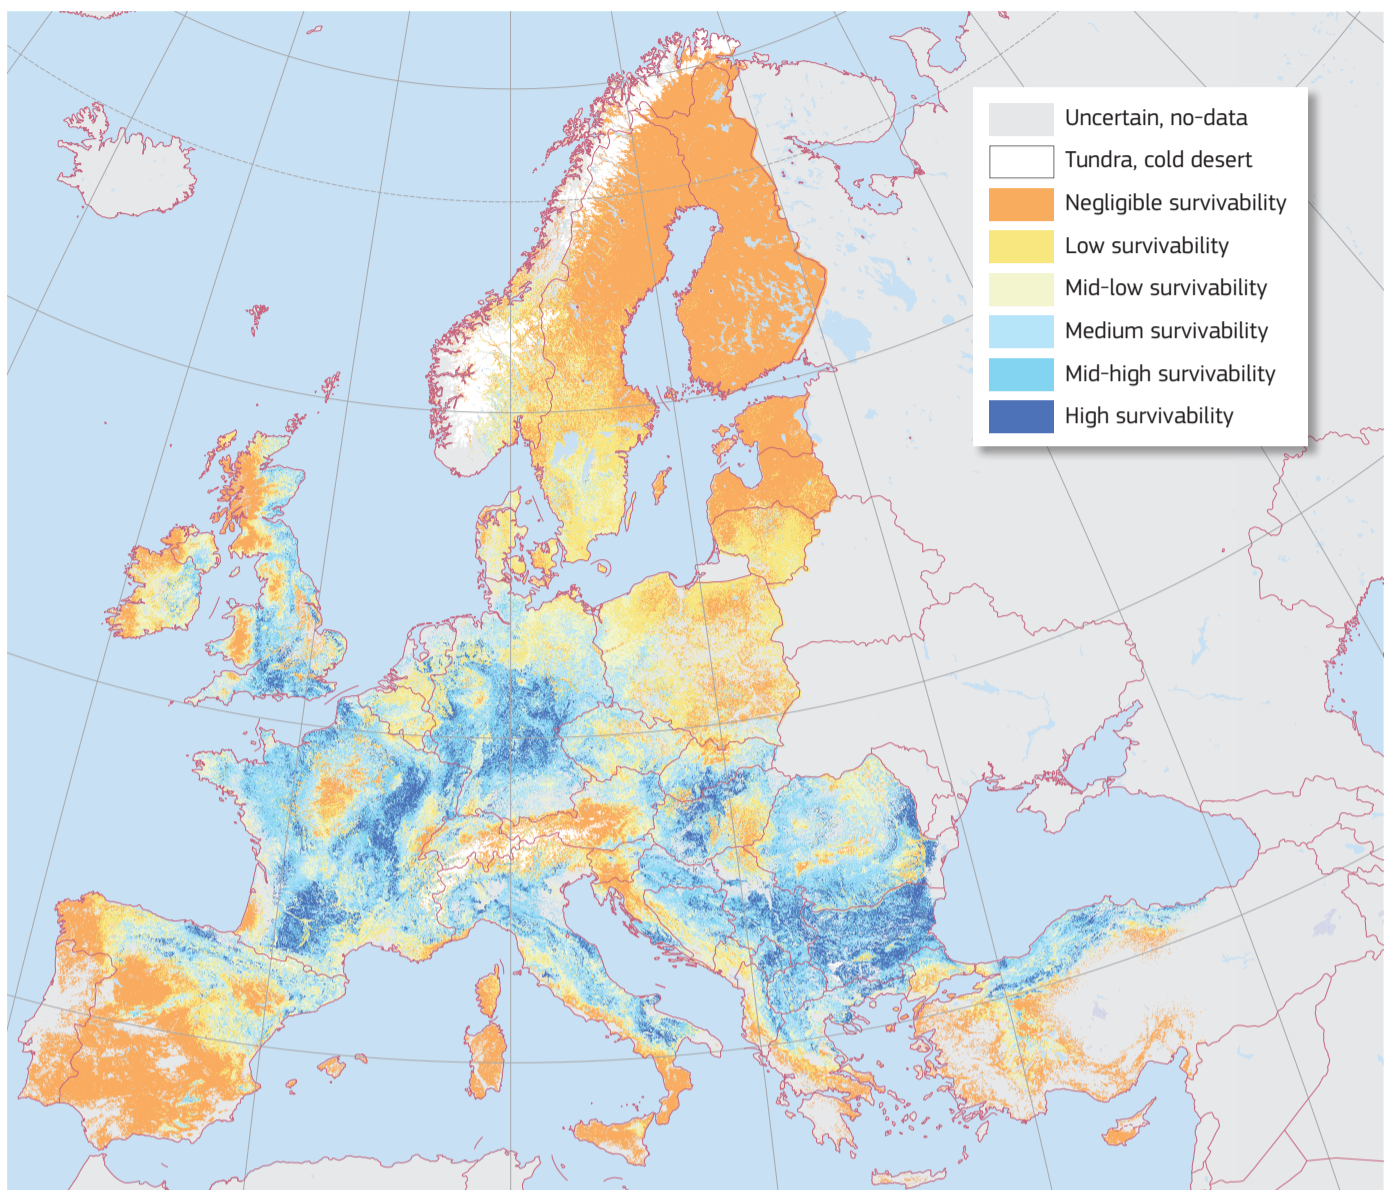 Uncertain, no-data
Tundra, cold desert
Negligible survivability
Low survivability
Mid-low survivability
Medium survivability
Mid-high survivability
High survivability